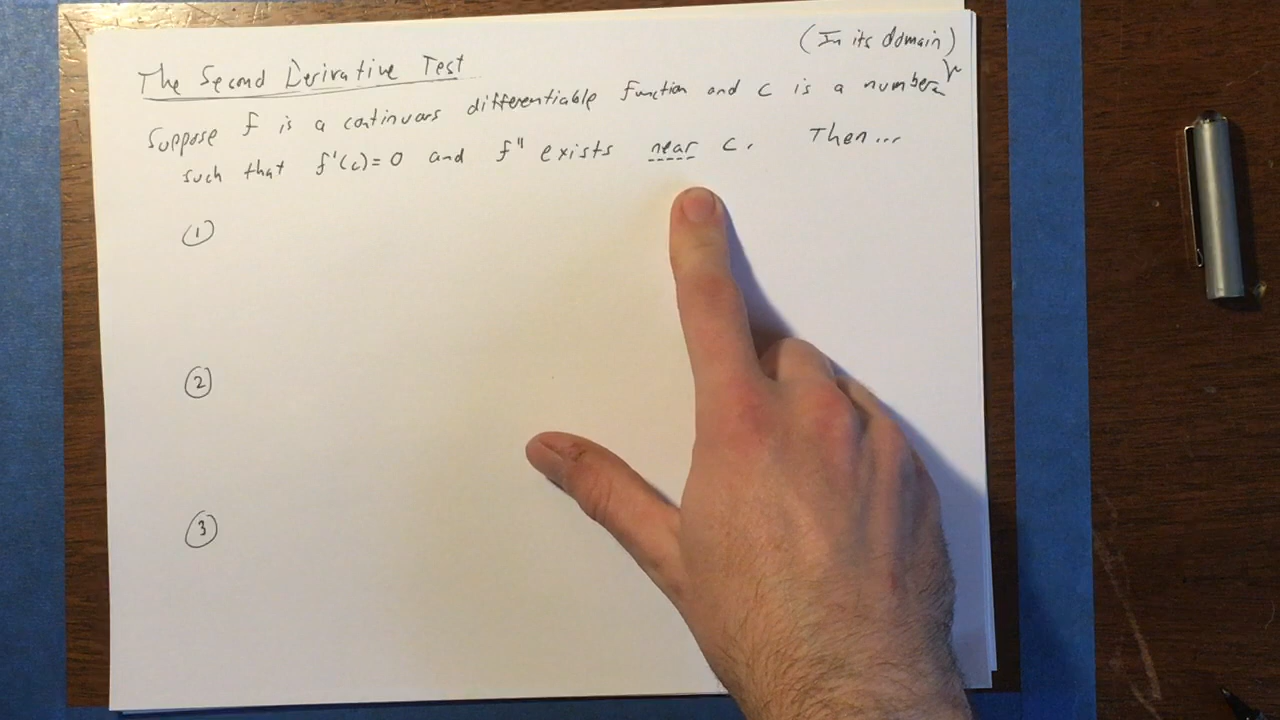 (In its domain)
The Second Derivative Test
Suppose f is a continuous differentiable function and c is a number
such that f'(c)=0 and f" exists near c. Then...
①
②
③